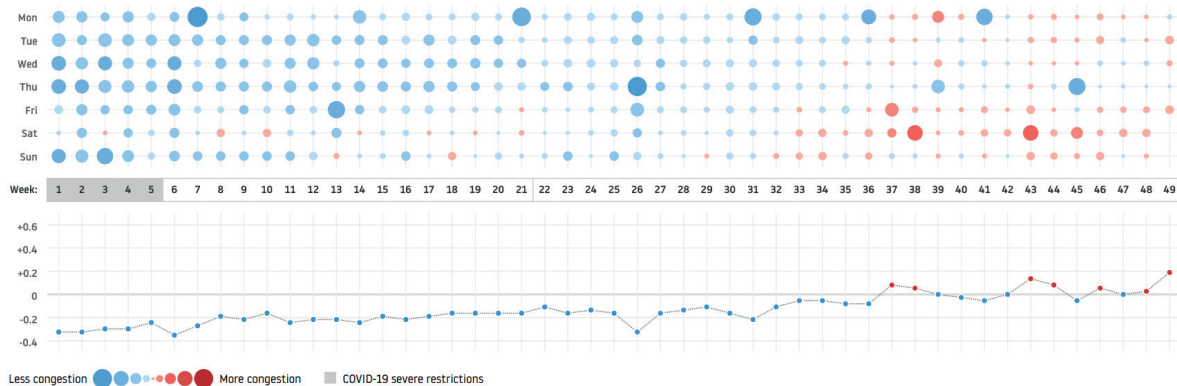 Mon
Tue
Wed
Thu
Fri
Sat
Sun
Week: 1 2 3 4 5 6 7 8 9 10 11 12 13 14 15 16 17 18 19 20 21 22 23 24 25 26 27 28 29 30 31 32 33 34 35 36 37 38 39 40 41 42 43 44 45 46 47 48 49
+0.6
+0.4
+0.2
0
-0.2
-0.4
Less congestion More congestion COVID-19 severe restrictions